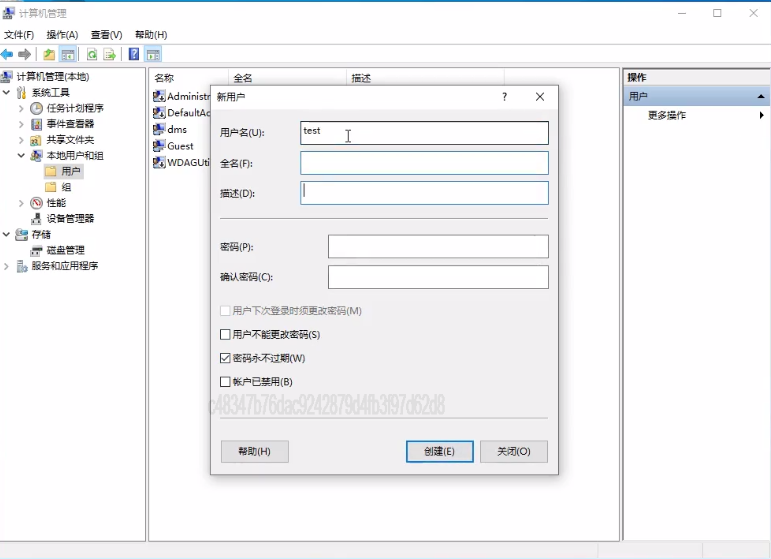 计算机管理
文件(F) 操作(A) 查看(V) 帮助(H)
计算机管理(本地)
系统工具
任务计划程序
事件查看器
共享文件夹
本地用户和组
用户
组
性能
设备管理器
存储
磁盘管理
服务和应用程序
名称 全名 描述
Administr
DefaultAc
dms
Guest
WDAGUti
新用户
用户名(U): test
全名(F):
描述(D):
密码(P):
确认密码(C):
用户下次登录时须更改密码(M)
用户不能更改密码(S)
密码永不过期(W)
帐户已禁用(B)
c48347b76dac9242879d4fb3f97d62d8
帮助(H) 创建(E) 关闭(O)
操作
用户
更多操作